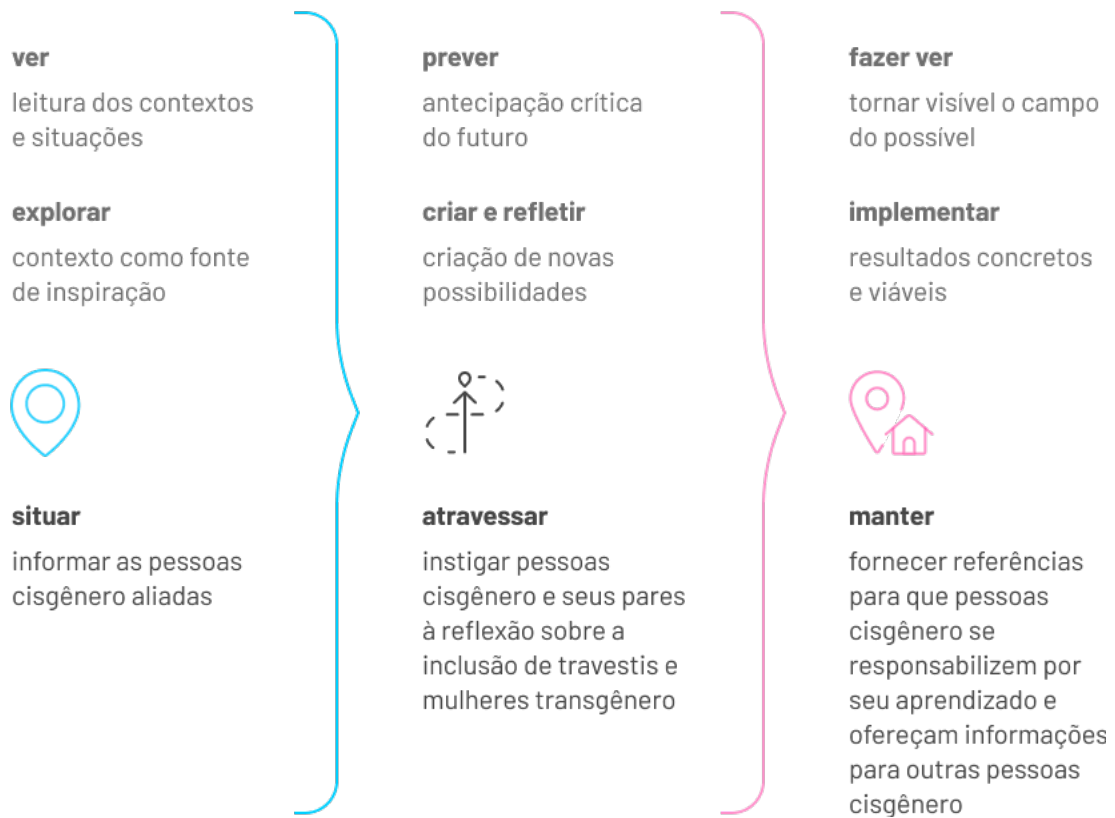 ver
leitura dos contextos
e situações
explorar
contexto como fonte
de inspiração
situar
informar as pessoas
cisgênero aliadas
prever
antecipação crítica
do futuro
criar e refletir
criação de novas
possibilidades
atravessar
instigar pessoas
cisgênero e seus pares
à reflexão sobre a
inclusão de travestis e
mulheres transgênero
fazer ver
tornar visível o campo
do possível
implementar
resultados concretos
e viáveis
manter
fornecer referências
para que pessoas
cisgênero se
responsabilizem por
seu aprendizado e
ofereçam informações
para outras pessoas
cisgênero